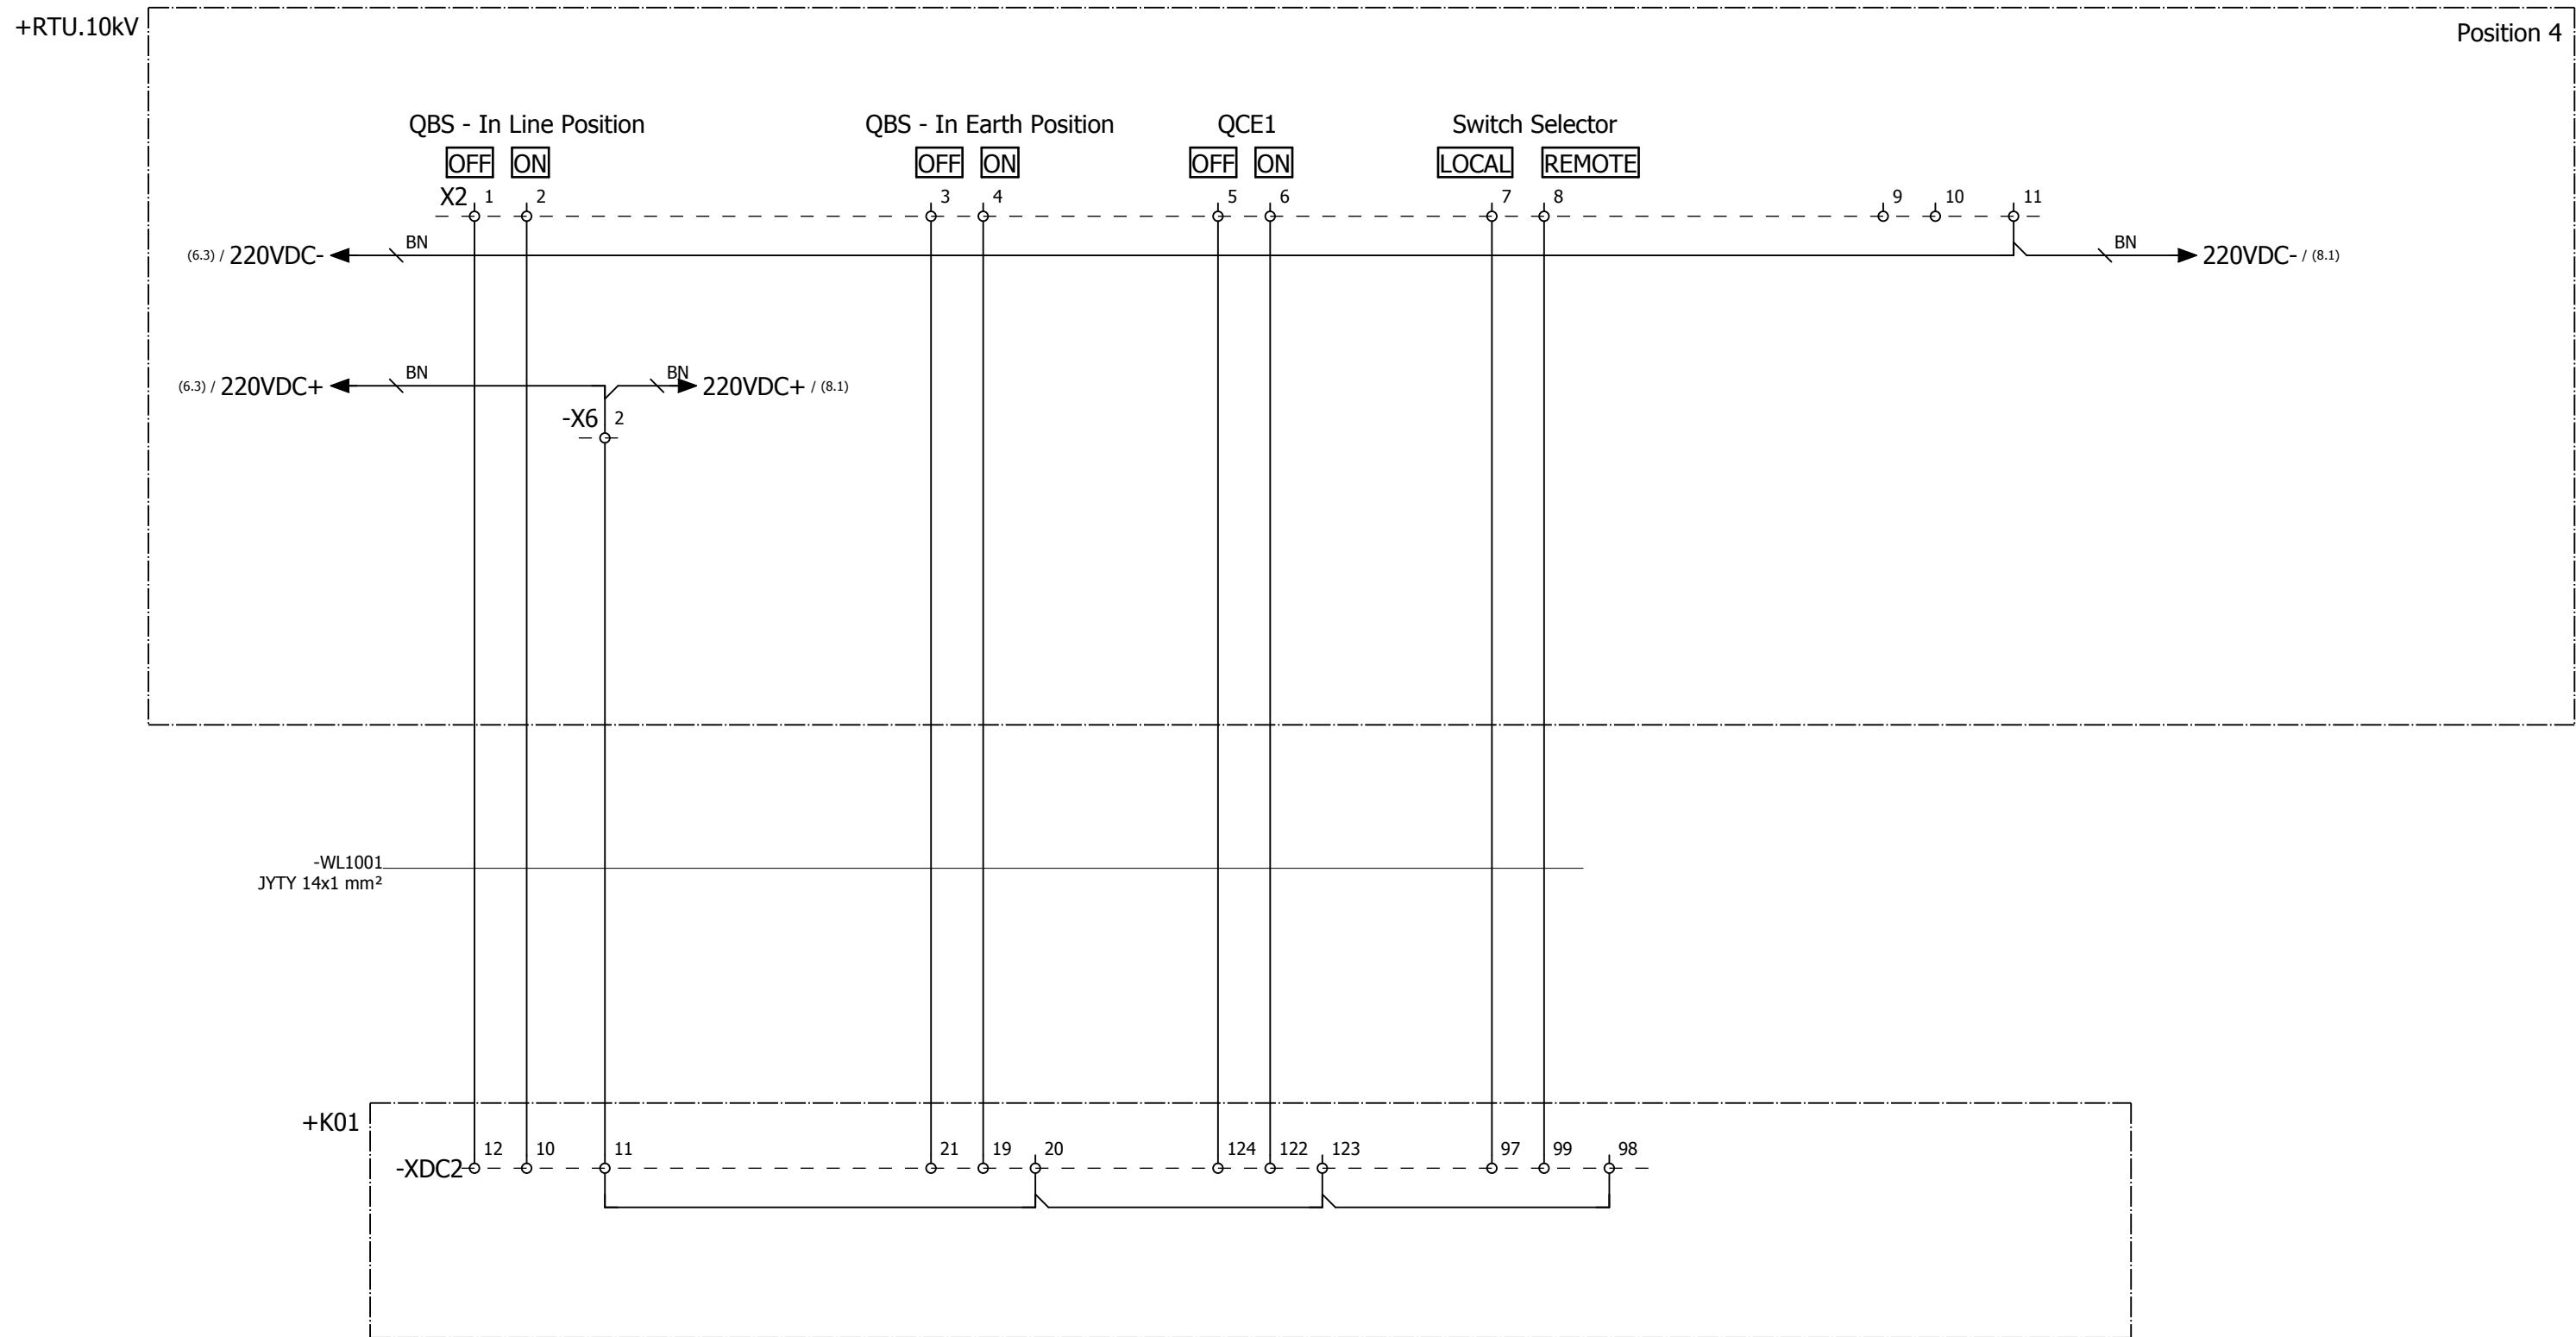 +RTU.10kV
Position 4
QBS - In Line Position
QBS - In Earth Position
QCE1
Switch Selector
OFF ON
OFF ON
OFF ON
LOCAL REMOTE
X2 1 2 3 4 5 6 7 8 9 10 11
(6.3) / 220VDC- BN
BN 220VDC- / (8.1)
(6.3) / 220VDC+ BN
BN 220VDC+ / (8.1)
-X6 2
-WL1001
JYTY 14x1 mm²
+K01
-XDC2 12 10 11 21 19 20 124 122 123 97 99 98